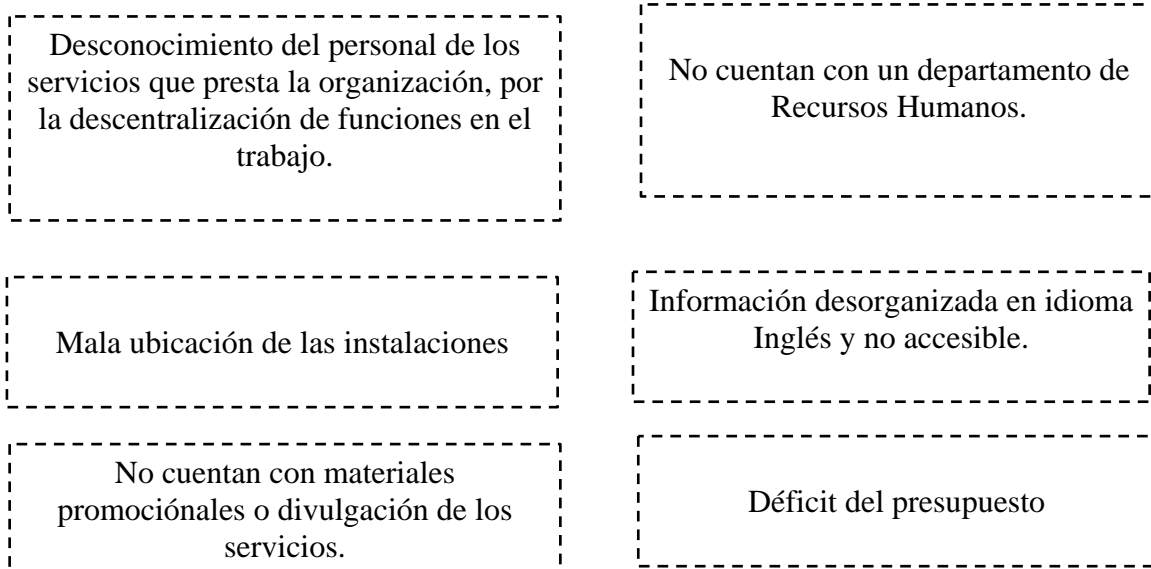 Desconocimiento del personal de los
servicios que presta la organización, por
la descentralización de funciones en el
trabajo.
No cuentan con un departamento de
Recursos Humanos.
Mala ubicación de las instalaciones
Información desorganizada en idioma
Inglés y no accesible.
No cuentan con materiales
promociónales o divulgación de los
servicios.
Déficit del presupuesto